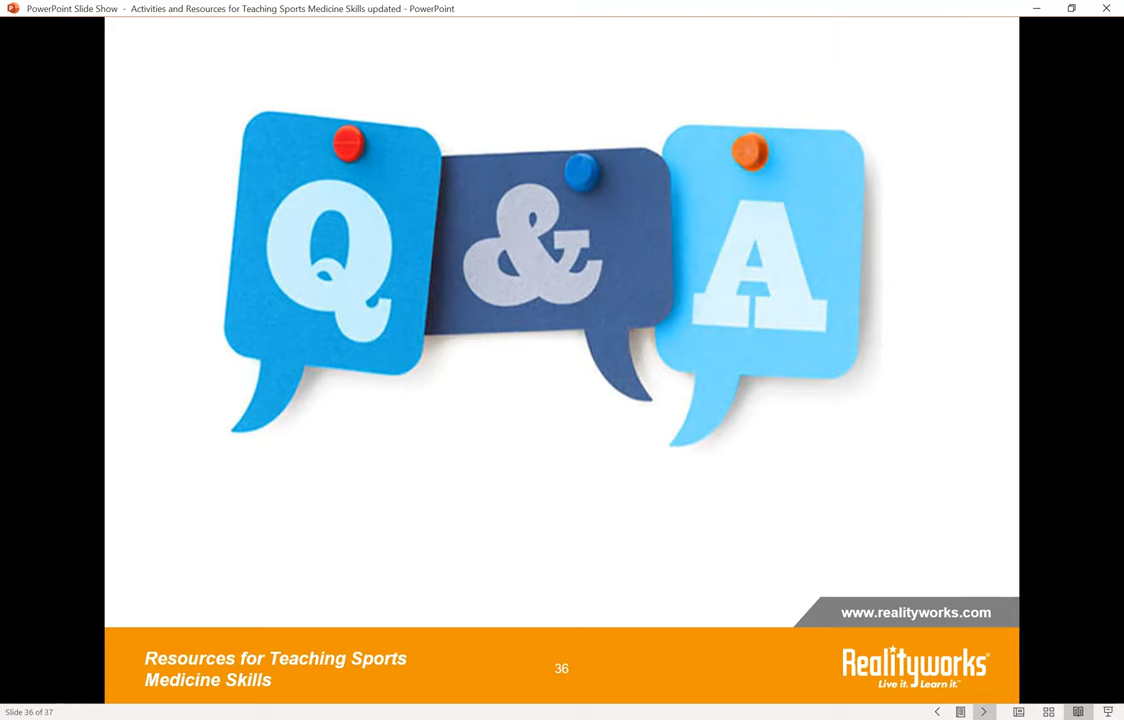 PowerPoint Slide Show - Activities and Resources for Teaching Sports Medicine Skills updated - PowerPoint
Q & A
www.realityworks.com
Resources for Teaching Sports
Medicine Skills
36
Realityworks®
Live it. Learn it.™
Slide 36 of 37